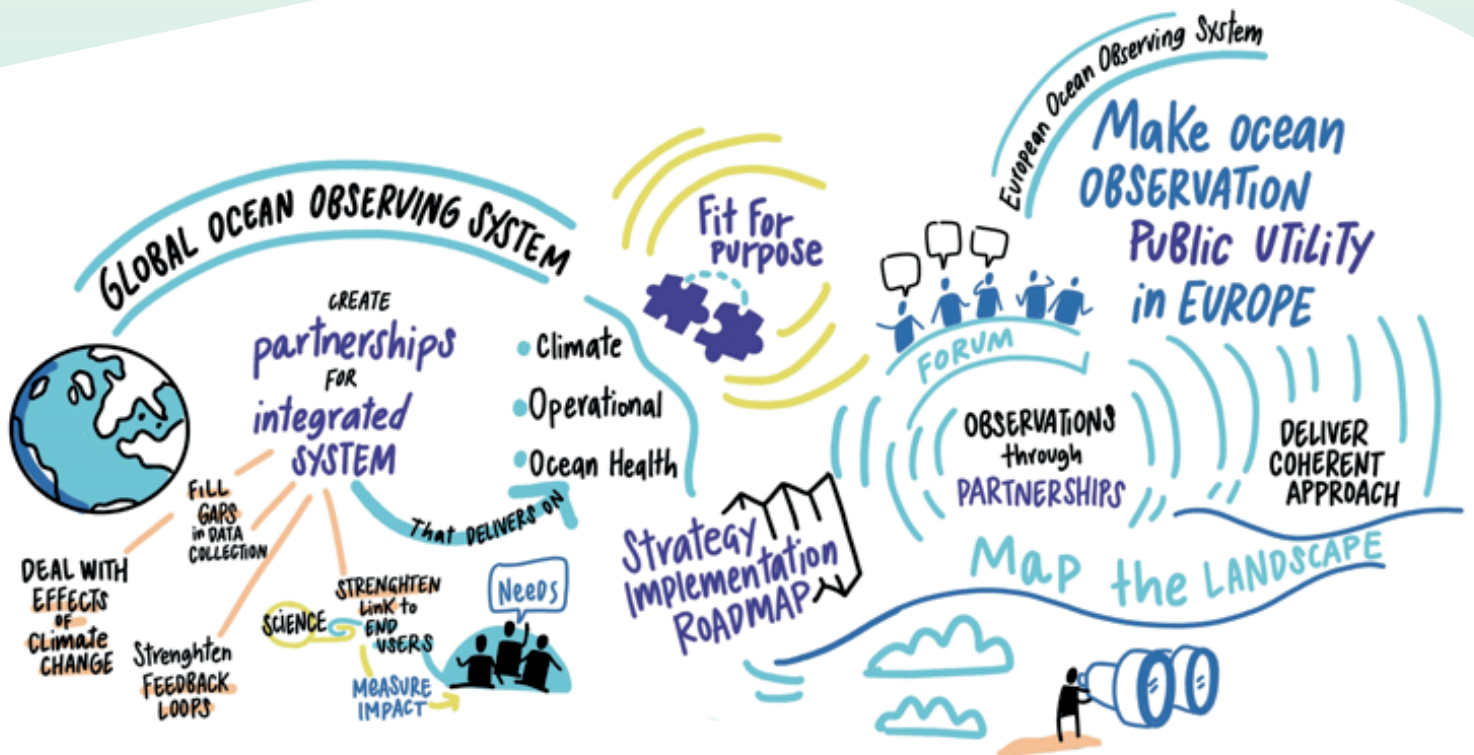 GLOBAL OCEAN OBSERVING SYSTEM
CREATE
partnerships
FOR
integrated
SYSTEM
That DELIVERS ON
Climate
Operational
Ocean Health
FILL
GAPS
in DATA
COLLECTION
DEAL WITH
EFFECTS
OF
Climate
CHANGE
Strenghten
FEEDBACK
LOOPS
STRENGHTEN
Link to
END
USERS
SCIENCE
MEASURE
IMPACT
Needs
Fit For
purpose
Strategy
Implementation
ROADMAP
European Ocean Observing System
Make ocean
OBSERVATION
PUBLIC UTILITY
in EUROPE
FORUM
OBSERVATIONS
through
PARTNERSHIPS
DELIVER
COHERENT
APPROACH
Map the LANDSCAPE